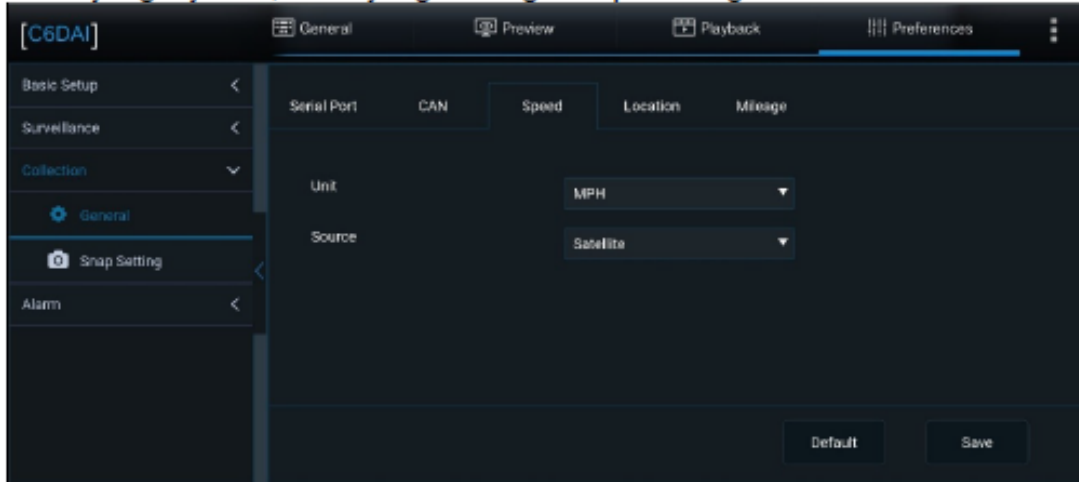 [C6DAI]
General
Preview
Playback
Preferences
Basic Setup
Surveillance
Collection
General
Snap Setting
Alarm
Serial Port
CAN
Speed
Location
Mileage
Unit
MPH
Source
Satellite
Default
Save